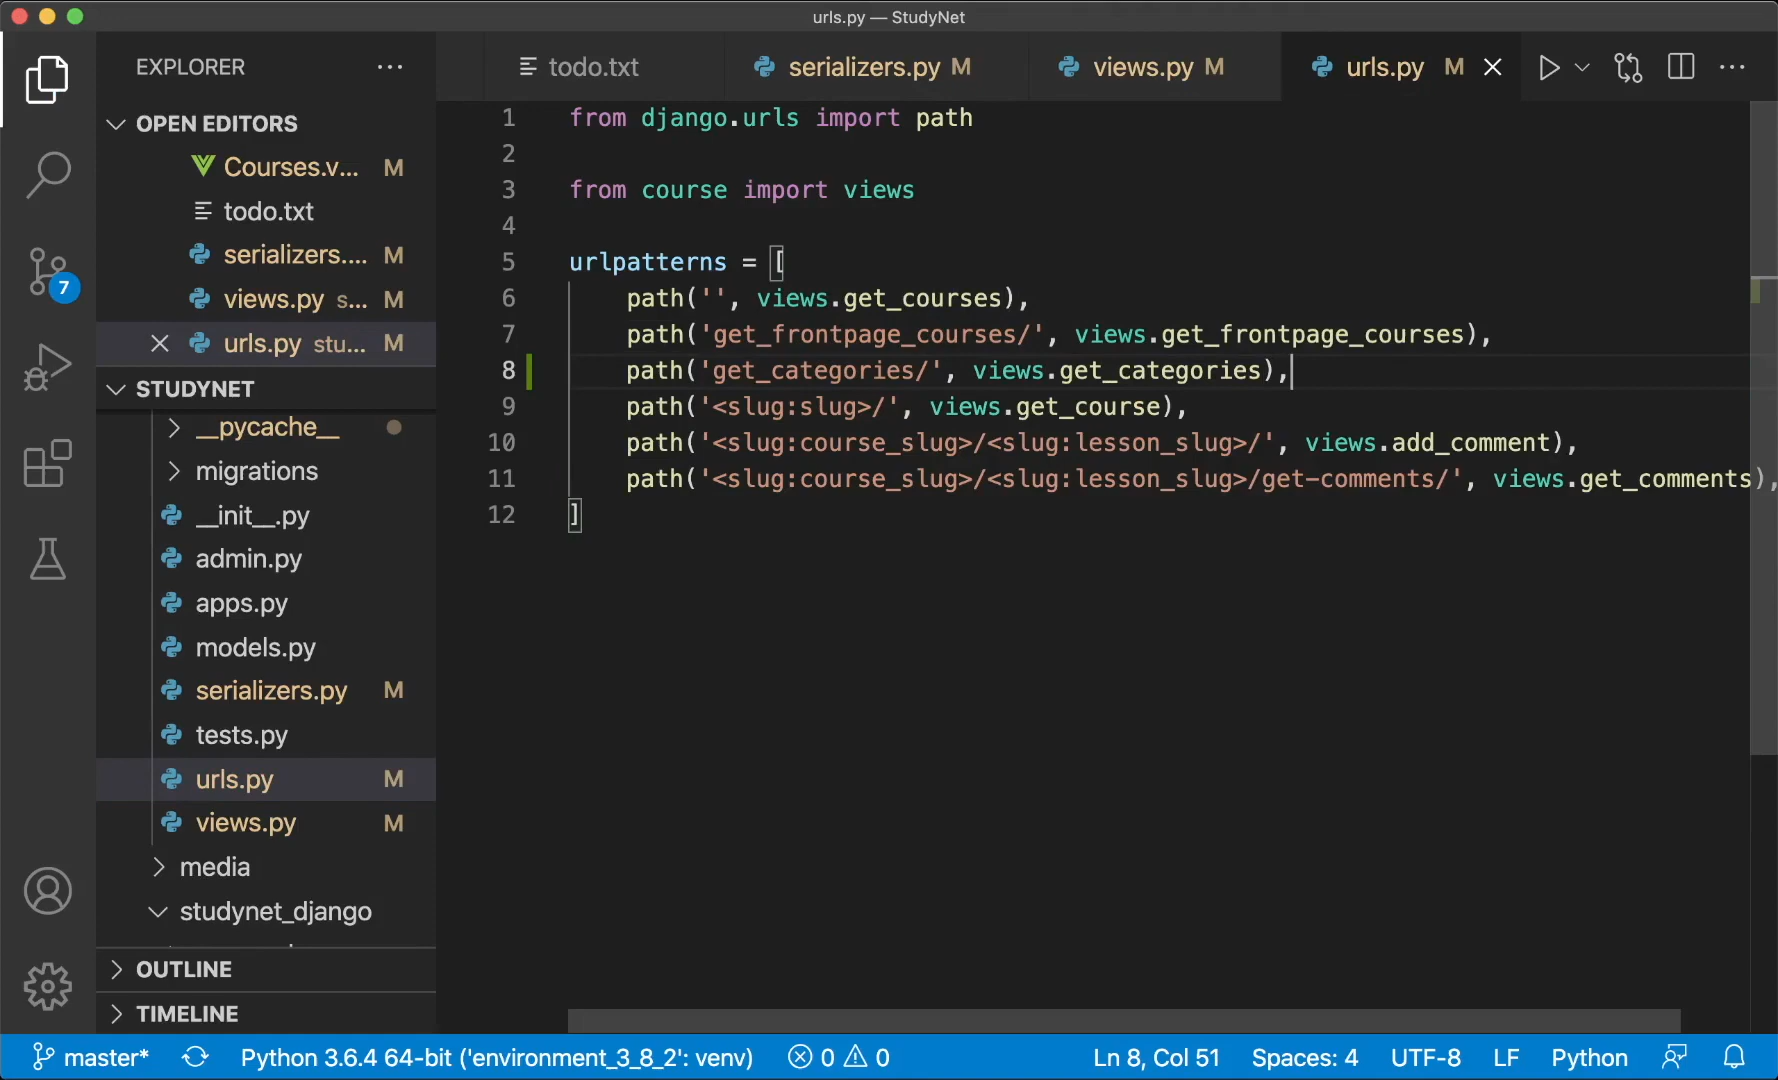 urls.py — StudyNet
EXPLORER
OPEN EDITORS
Courses.v... M
todo.txt
serializers.... M
views.py s... M
urls.py stu... M
STUDYNET
__pycache__
migrations
__init__.py
admin.py
apps.py
models.py
serializers.py M
tests.py
urls.py M
views.py M
media
studynet_django
OUTLINE
TIMELINE
7
todo.txt serializers.py M views.py M urls.py M
1 from django.urls import path
2
3 from course import views
4
5 urlpatterns = [
6 path('', views.get_courses),
7 path('get_frontpage_courses/', views.get_frontpage_courses),
8 path('get_categories/', views.get_categories),
9 path('<slug:slug>/', views.get_course),
10 path('<slug:course_slug>/<slug:lesson_slug>/', views.add_comment),
11 path('<slug:course_slug>/<slug:lesson_slug>/get-comments/', views.get_comments),
12 ]
master* Python 3.6.4 64-bit ('environment_3_8_2': venv) 0 0 Ln 8, Col 51 Spaces: 4 UTF-8 LF Python